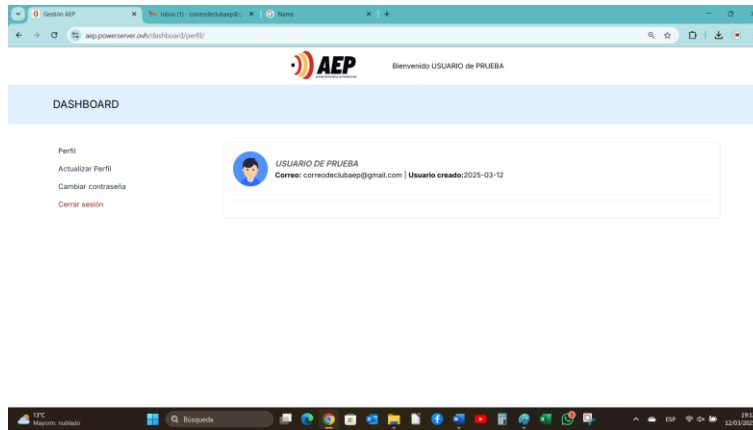 Gestión AEP
Inbox (1) - correodeclubaep@
Name
aep.powerserver.ovh/dashboard/perfil/
AEP
Bienvenido USUARIO de PRUEBA
DASHBOARD
Perfil
Actualizar Perfil
Cambiar contraseña
Cerrar sesión
USUARIO DE PRUEBA
Correo: correodeclubaep@gmail.com | Usuario creado:2025-03-12
13°C
Mayorm. nublado
Búsqueda
ESP
12/03/202